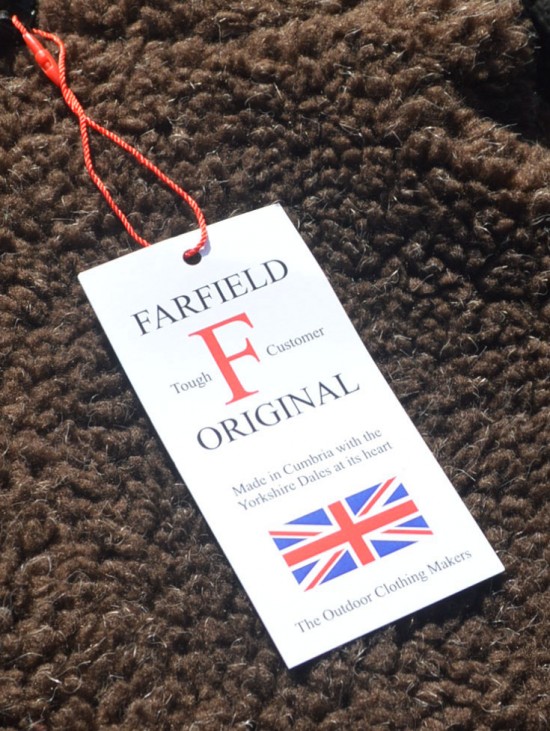 FARFIELD
Tough F Customer
ORIGINAL
Made in Cumbria with the
Yorkshire Dales at its heart
The Outdoor Clothing Makers